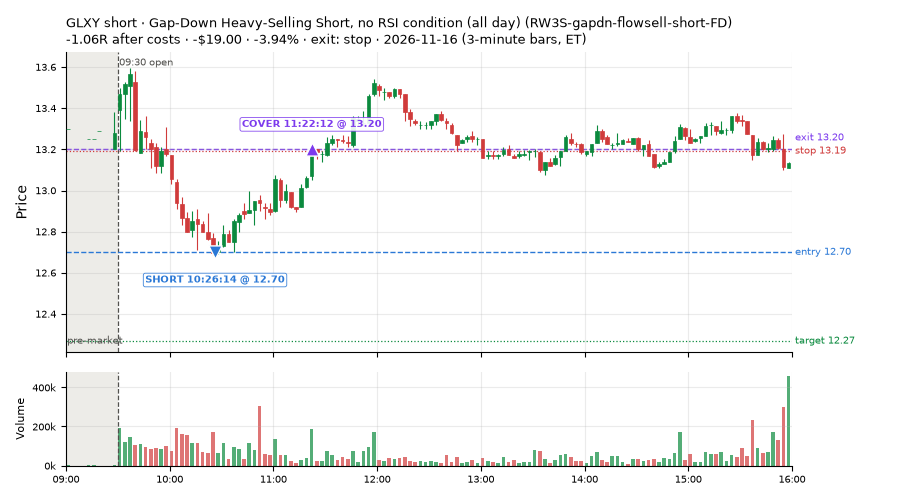 GLXY short · Gap-Down Heavy-Selling Short, no RSI condition (all day) (RW3S-gapdn-flowsell-short-FD)
-1.06R after costs · -$19.00 · -3.94% · exit: stop · 2026-11-16 (3-minute bars, ET)
09:30 open
13.6
13.4
COVER 11:22:12 @ 13.20
exit 13.20
13.2
stop 13.19
13.0
Price
12.8
entry 12.70
12.6
SHORT 10:26:14 @ 12.70
12.4
pre-market
target 12.27
400k
200k
0k
Volume
09:00
10:00
11:00
12:00
13:00
14:00
15:00
16:00